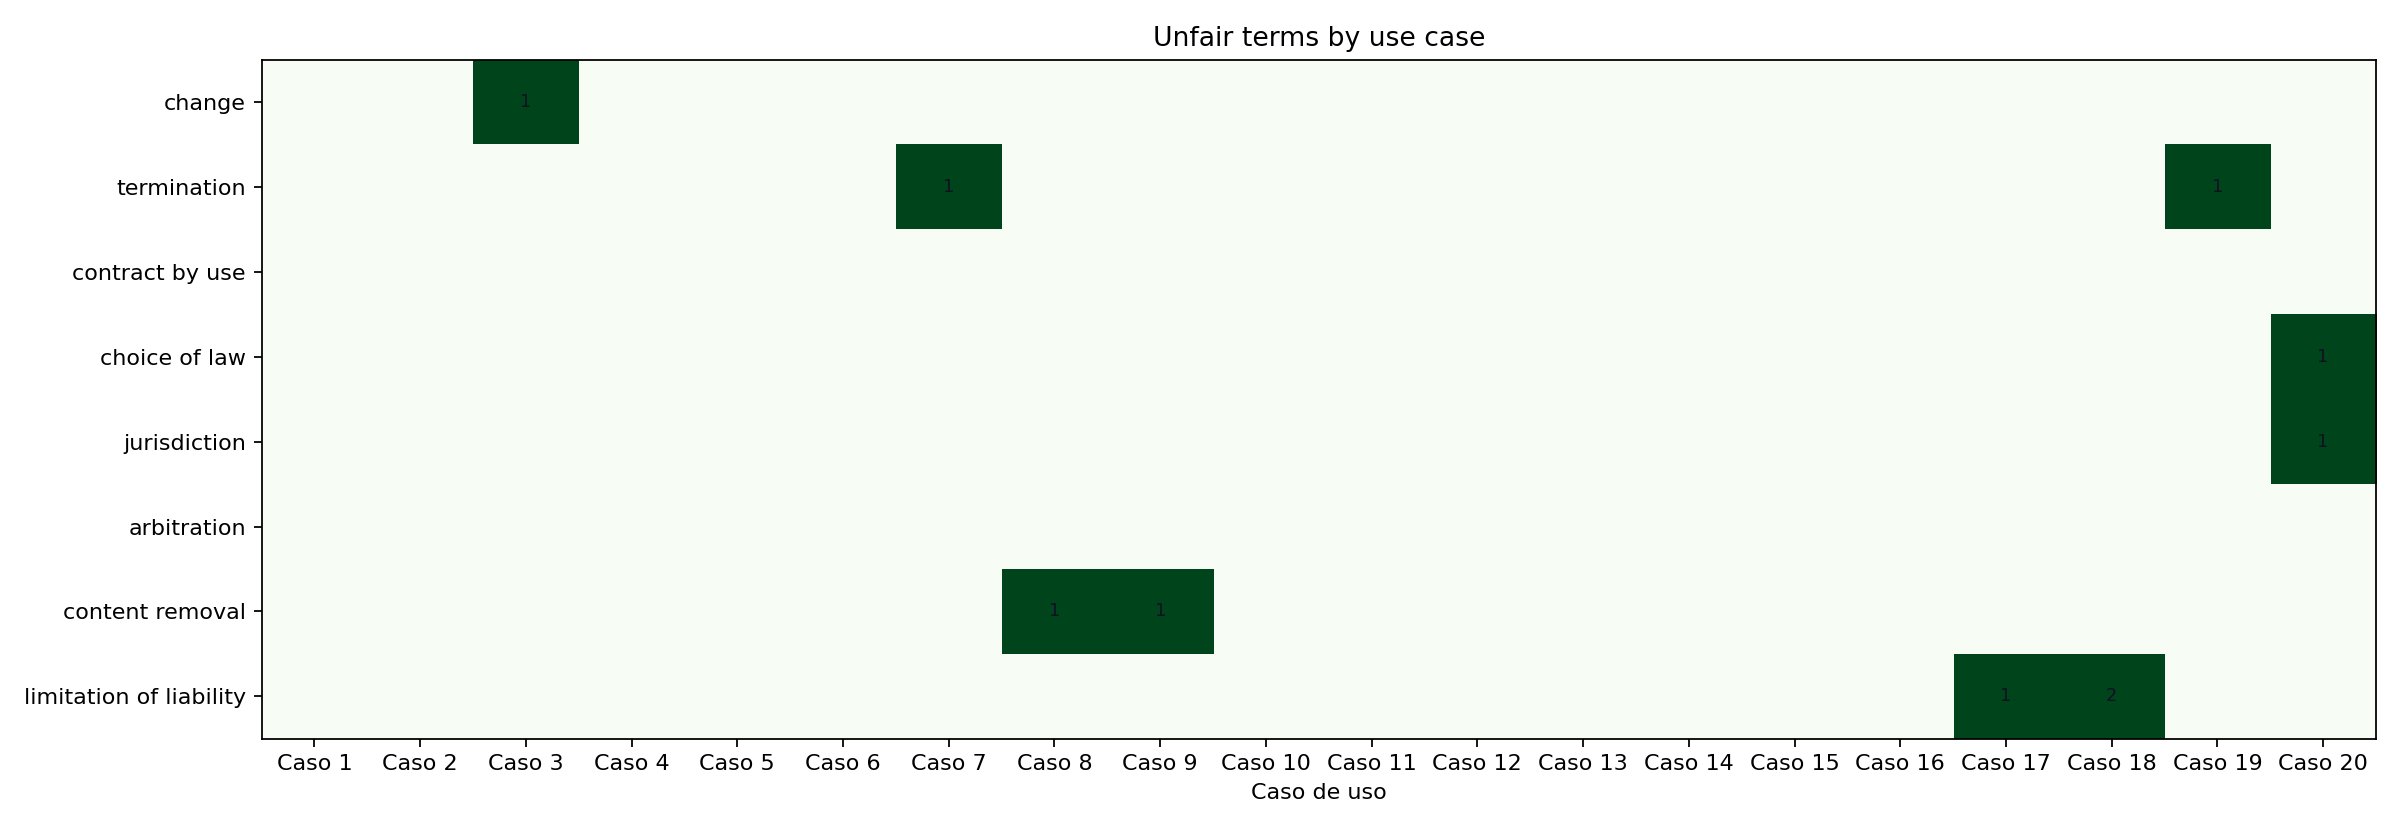 Unfair terms by use case
change
1
termination
1 1
contract by use
choice of law
1
jurisdiction
1
arbitration
content removal
1 1
limitation of liability
1 2
Caso 1 Caso 2 Caso 3 Caso 4 Caso 5 Caso 6 Caso 7 Caso 8 Caso 9 Caso 10 Caso 11 Caso 12 Caso 13 Caso 14 Caso 15 Caso 16 Caso 17 Caso 18 Caso 19 Caso 20
Caso de uso